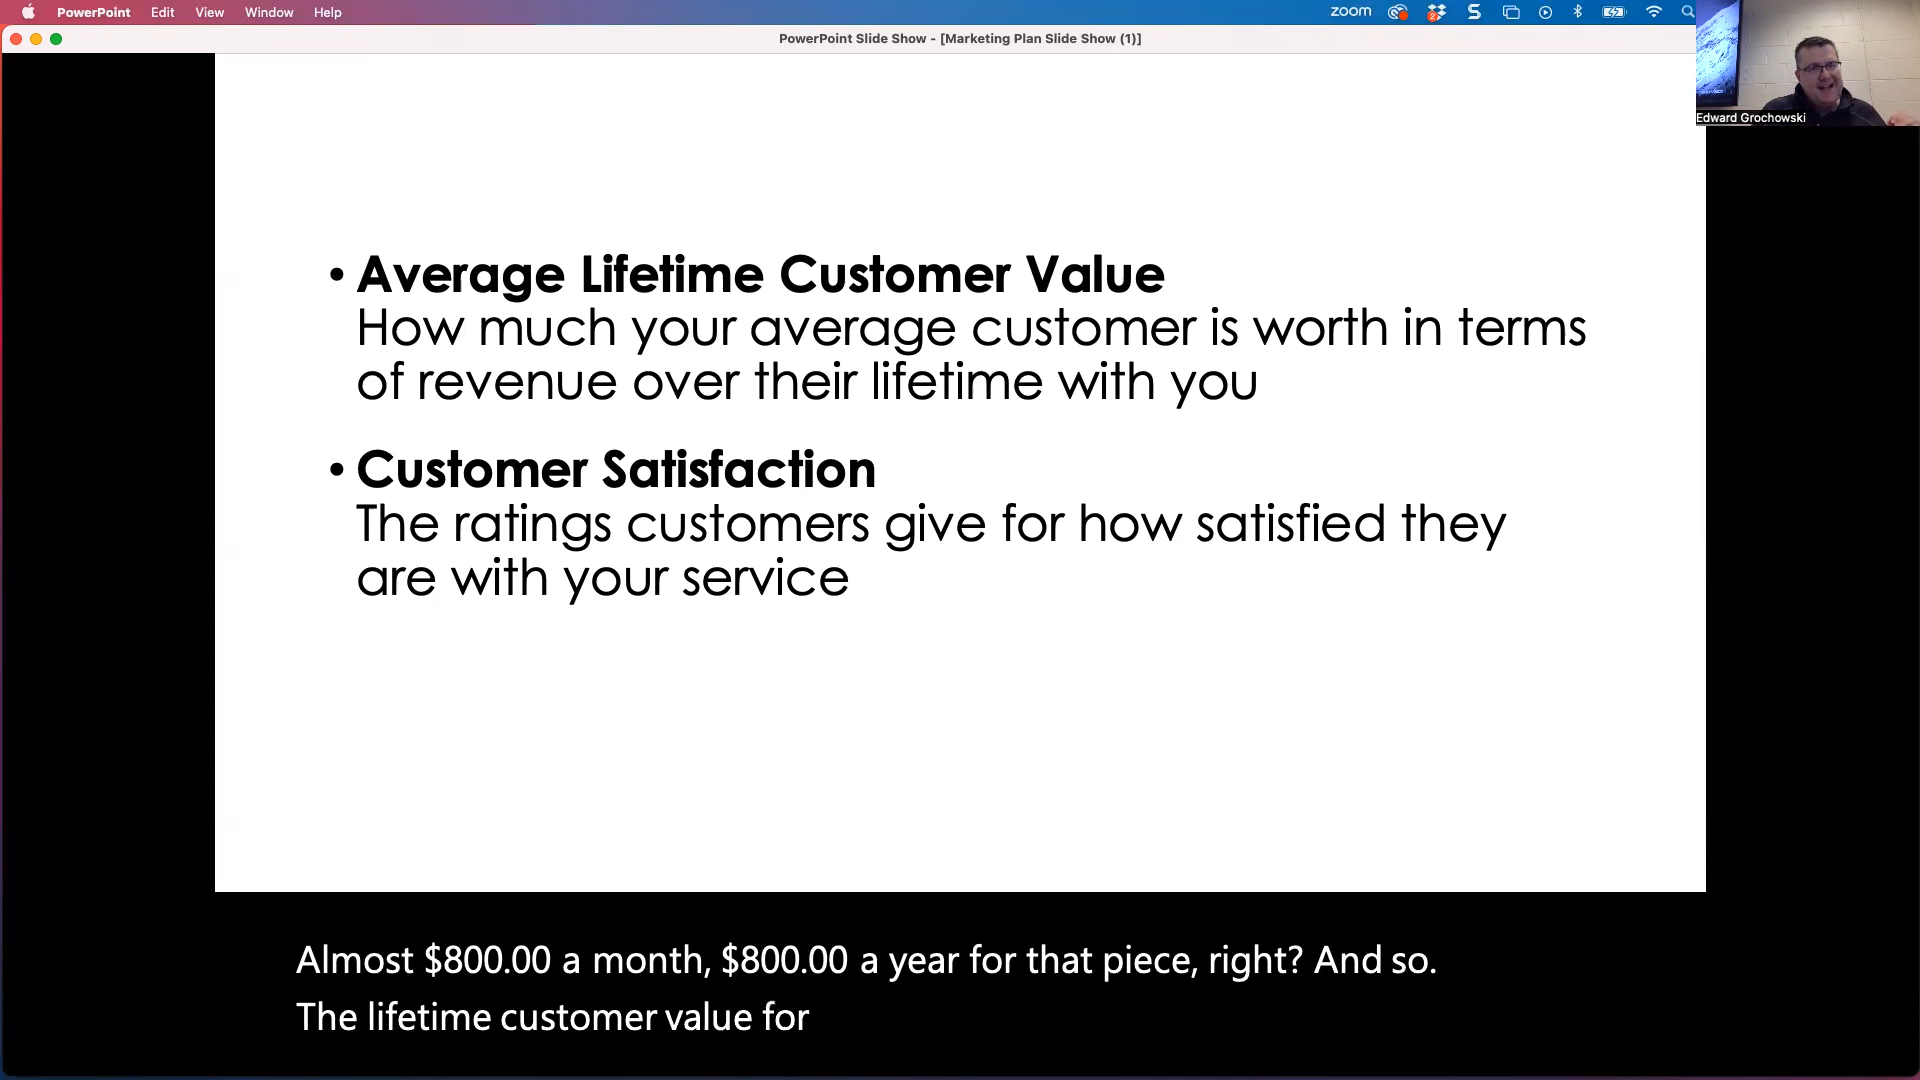 PowerPoint Edit View Window Help zoom 2 S
PowerPoint Slide Show - [Marketing Plan Slide Show (1)]
Edward Grochowski
• Average Lifetime Customer Value
How much your average customer is worth in terms
of revenue over their lifetime with you
• Customer Satisfaction
The ratings customers give for how satisfied they
are with your service
Almost $800.00 a month, $800.00 a year for that piece, right? And so.
The lifetime customer value for